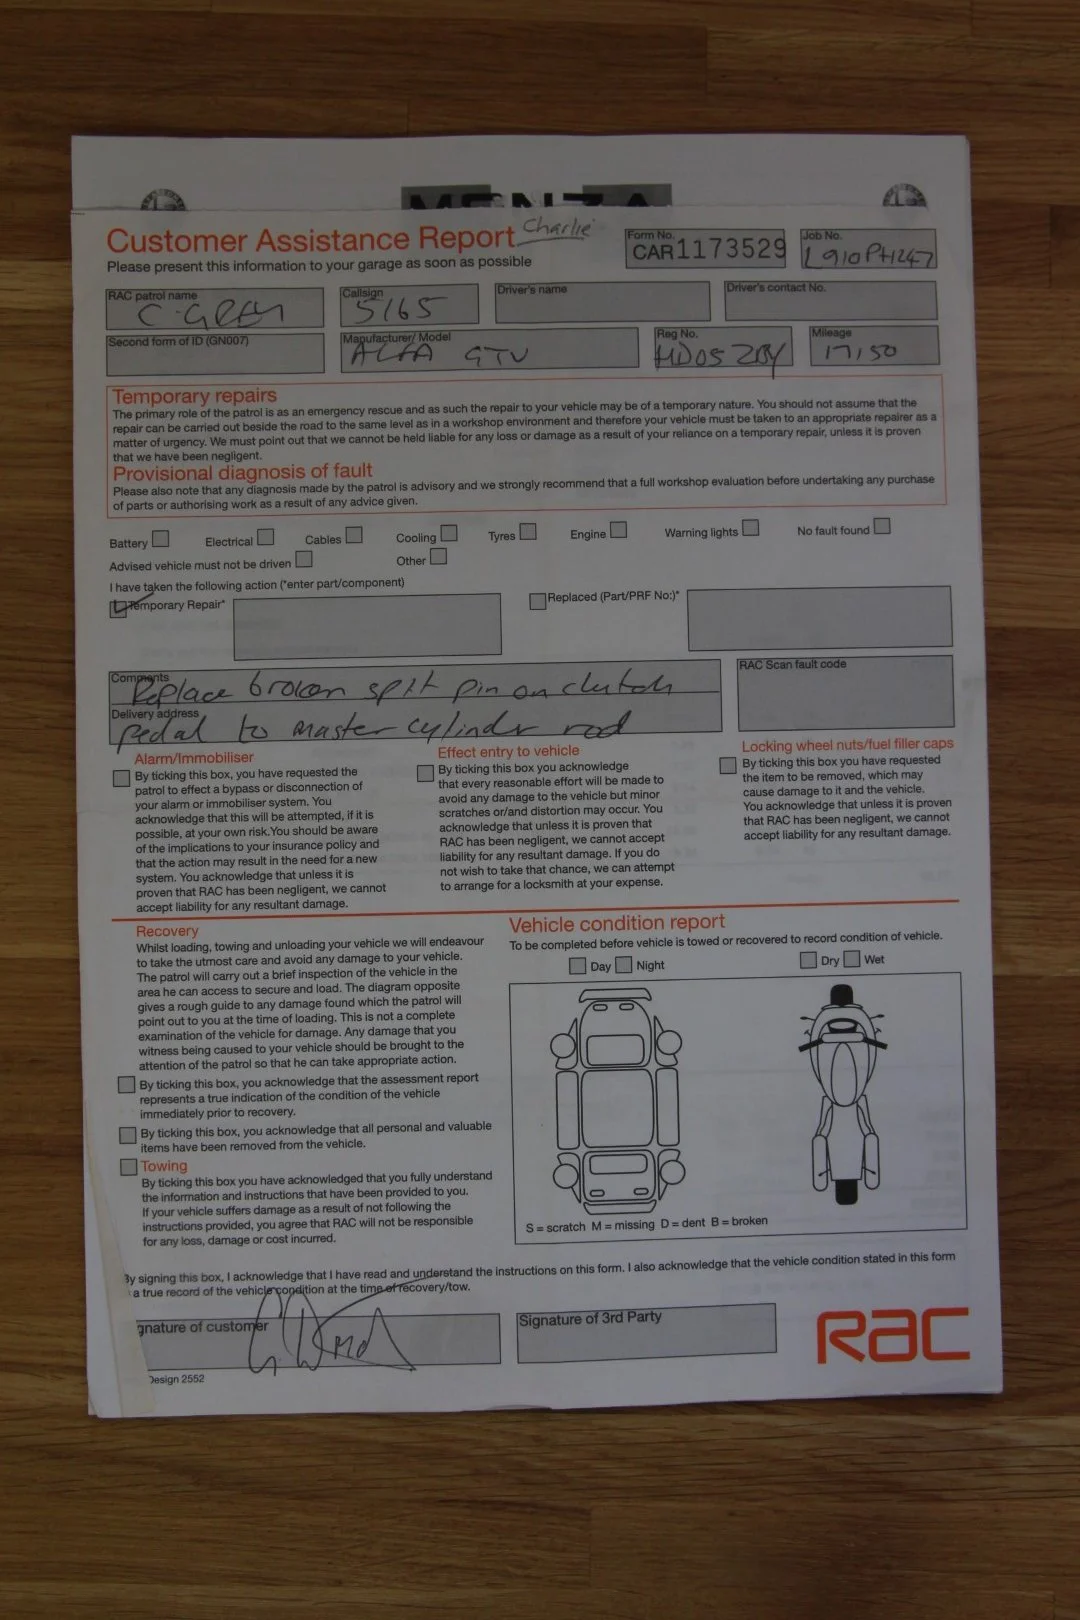 Customer Assistance Report Charlie
Please present this information to your garage as soon as possible
Form No.
CAR1173529
Job No.
RAC patrol name
Callsign
5165
Driver's name
Driver's contact No.
Second form of ID (GN007)
Manufacturer/ Model
ALFA GTV
Reg No.
HD05 ZBY
Mileage
Temporary repairs
The primary role of the patrol is as an emergency rescue and as such the repair to your vehicle may be of a temporary nature. You should not assume that the
repair can be carried out beside the road to the same level as in a workshop environment and therefore your vehicle must be taken to an appropriate repairer as a
matter of urgency. We must point out that we cannot be held liable for any loss or damage as a result of your reliance on a temporary repair, unless it is proven
that we have been negligent.
Provisional diagnosis of fault
Please also note that any diagnosis made by the patrol is advisory and we strongly recommend that a full workshop evaluation before undertaking any purchase
of parts or authorising work as a result of any advice given.
Battery Electrical Cables Cooling Tyres Engine Warning lights No fault found
Advised vehicle must not be driven Other
I have taken the following action (*enter part/component)
Temporary Repair*
Replaced (Part/PRF No:)*
Comments
Replace broken split pin on clutch
Delivery address
pedal to master cylinder rod
RAC Scan fault code
Alarm/Immobiliser
By ticking this box, you have requested the
patrol to effect a bypass or disconnection of
your alarm or immobiliser system. You
acknowledge that this will be attempted, if it is
possible, at your own risk.You should be aware
of the implications to your insurance policy and
that the action may result in the need for a new
system. You acknowledge that unless it is
proven that RAC has been negligent, we cannot
accept liability for any resultant damage.
Effect entry to vehicle
By ticking this box you acknowledge
that every reasonable effort will be made to
avoid any damage to the vehicle but minor
scratches or/and distortion may occur. You
acknowledge that unless it is proven that
RAC has been negligent, we cannot accept
liability for any resultant damage. If you do
not wish to take that chance, we can attempt
to arrange for a locksmith at your expense.
Locking wheel nuts/fuel filler caps
By ticking this box, you have requested
the item to be removed, which may
cause damage to it and the vehicle.
You acknowledge that unless it is proven
that RAC has been negligent, we cannot
accept liability for any resultant damage.
Recovery
Whilst loading, towing and unloading your vehicle we will endeavour
to take the utmost care and avoid any damage to your vehicle.
The patrol will carry out a brief inspection of the vehicle in the
area he can access to secure and load. The diagram opposite
gives a rough guide to any damage found which the patrol will
point out to you at the time of loading. This is not a complete
examination of the vehicle for damage. Any damage that you
witness being caused to your vehicle should be brought to the
attention of the patrol so that he can take appropriate action.
By ticking this box, you acknowledge that the assessment report
represents a true indication of the condition of the vehicle
immediately prior to recovery.
By ticking this box, you acknowledge that all personal and valuable
items have been removed from the vehicle.
Towing
By ticking this box you have acknowledged that you fully understand
the information and instructions that have been provided to you.
If your vehicle suffers damage as a result of not following the
instructions provided, you agree that RAC will not be responsible
for any loss, damage or cost incurred.
Vehicle condition report
To be completed before vehicle is towed or recovered to record condition of vehicle.
Day Night Dry Wet
S = scratch M = missing D = dent B = broken
By signing this box, I acknowledge that I have read and understand the instructions on this form. I also acknowledge that the vehicle condition stated in this form
a true record of the vehicle condition at the time of recovery/tow.
gnature of customer
Signature of 3rd Party
RAC
Design 2552